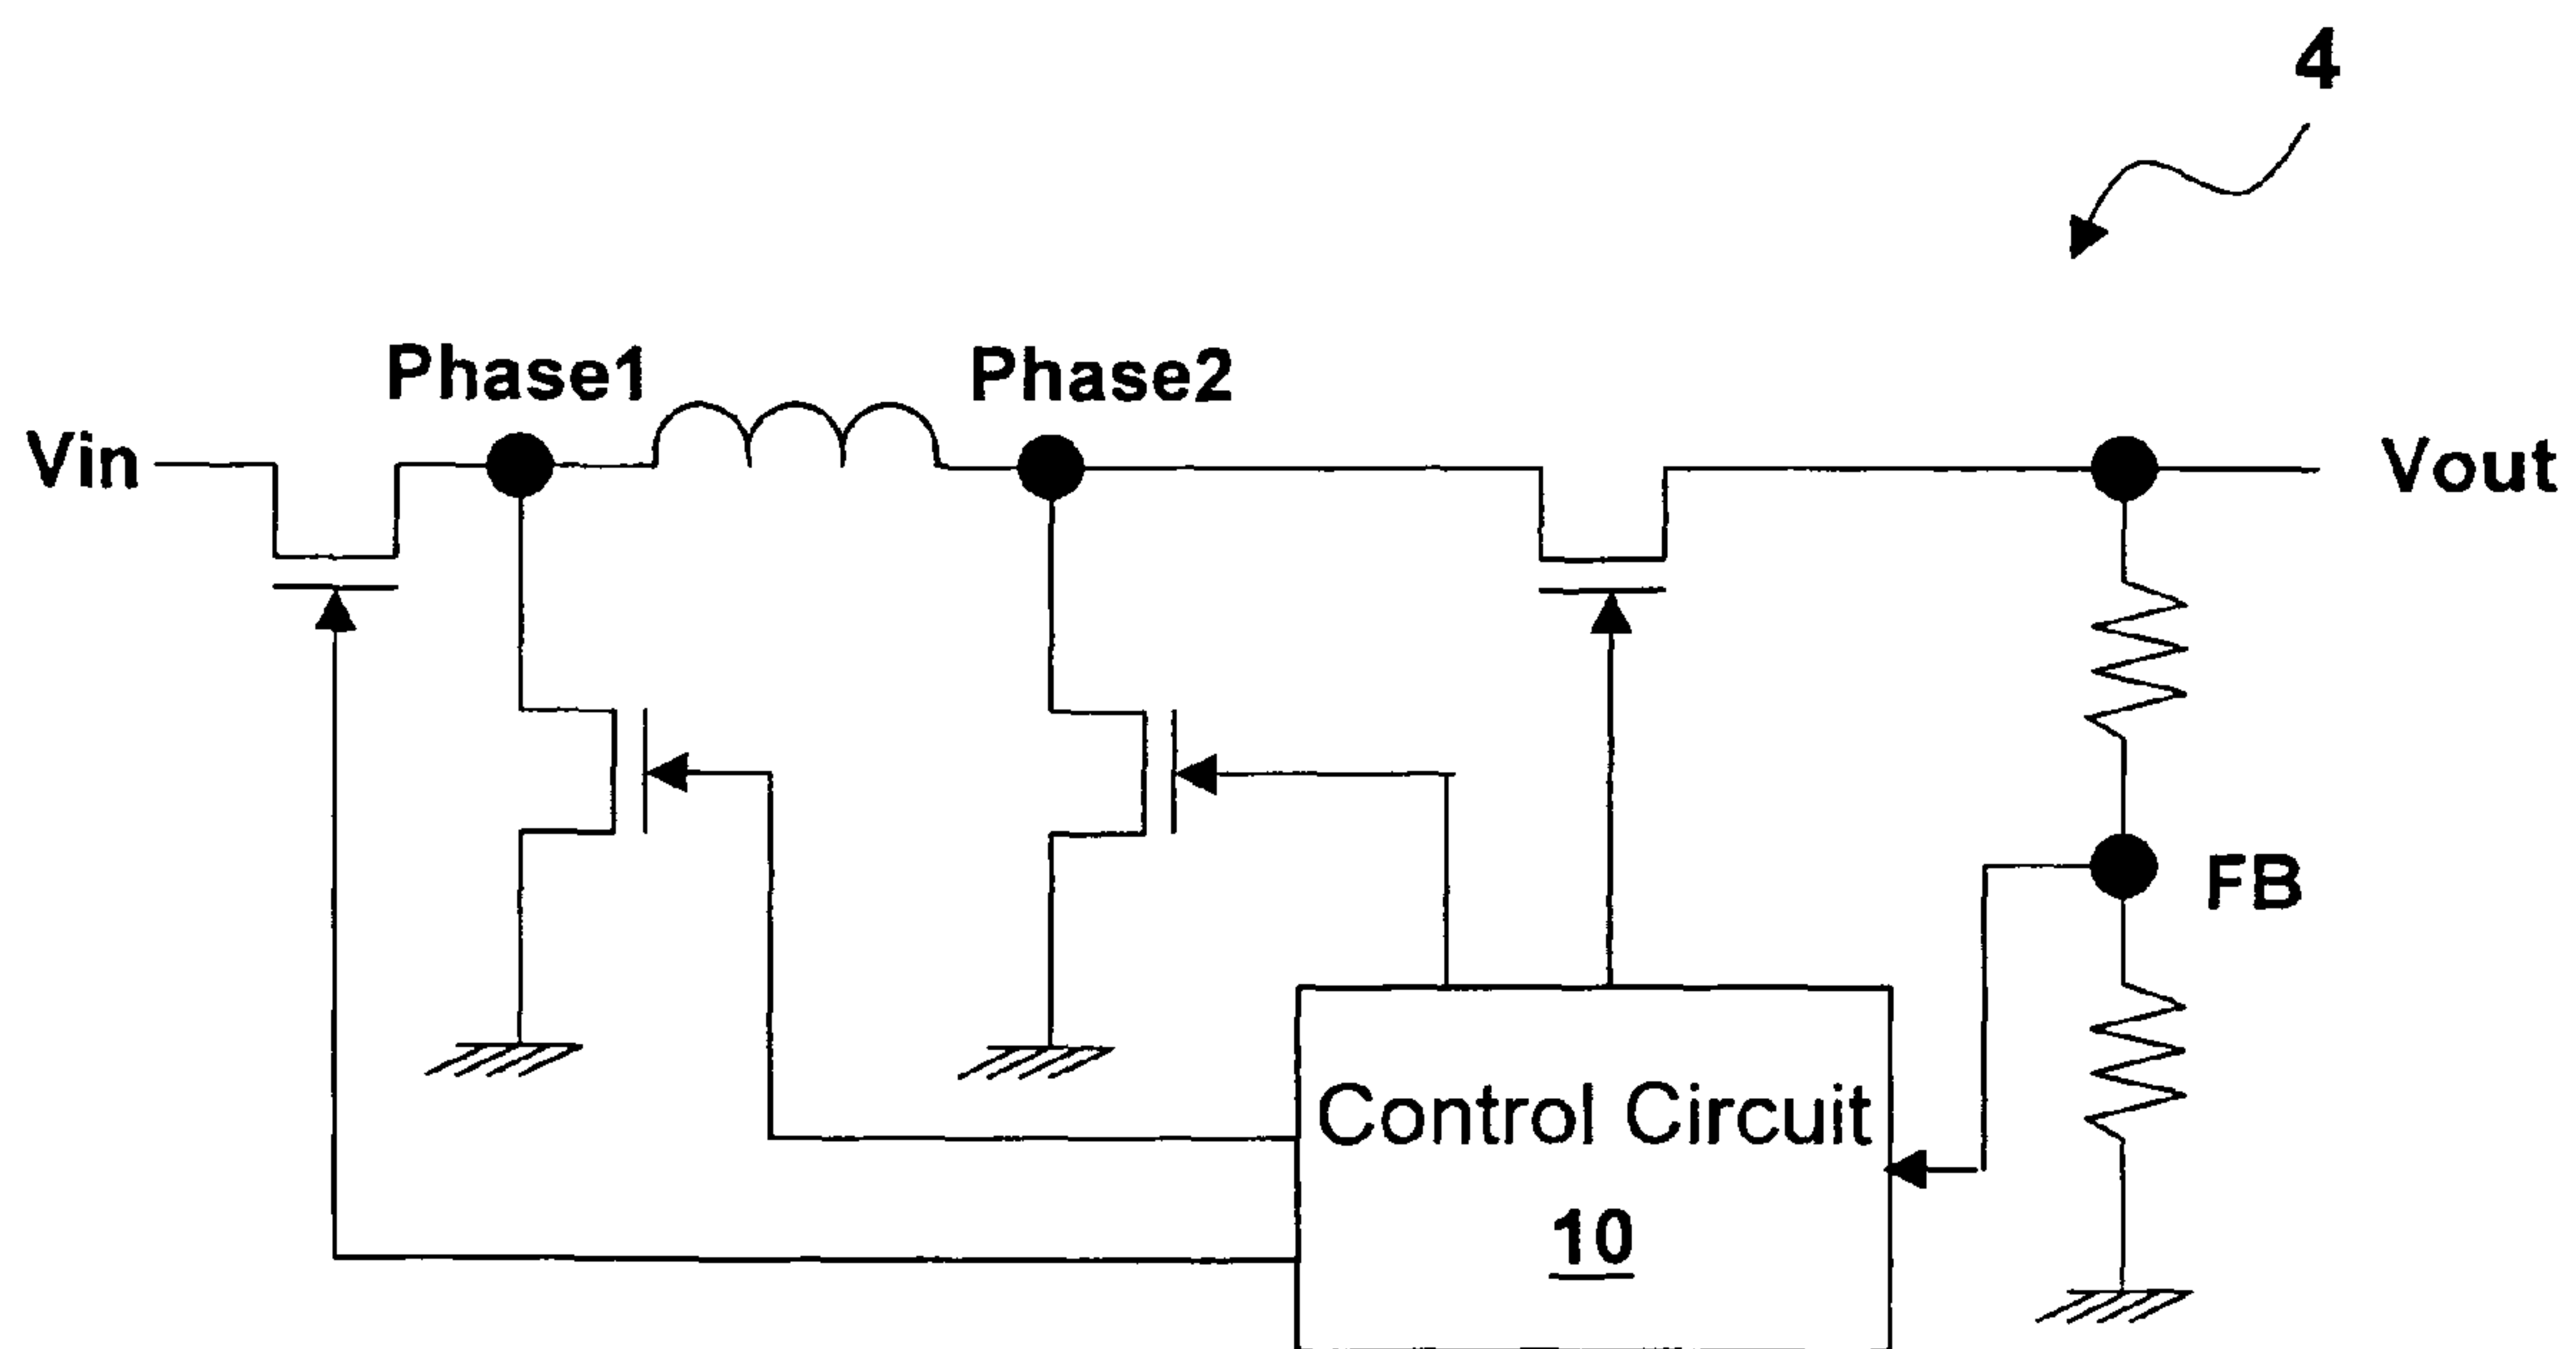 4
Phase1
Phase2
Vin
Vout
FB
Control Circuit
10